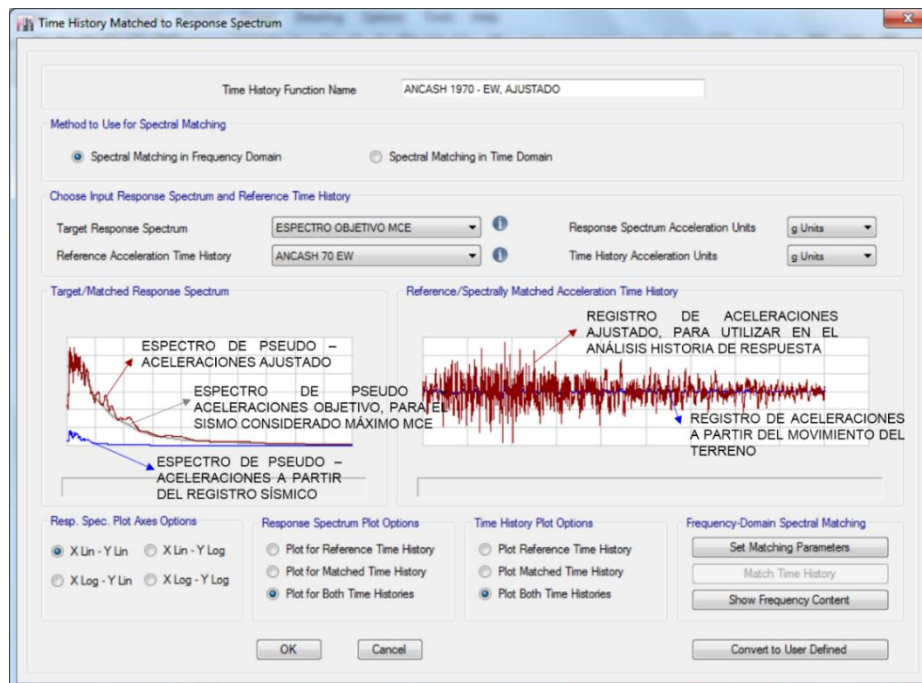 Time History Matched to Response Spectrum
Time History Function Name
ANCASH 1970 - EW, AJUSTADO
Method to Use for Spectral Matching
Spectral Matching in Frequency Domain
Spectral Matching in Time Domain
Choose Input Response Spectrum and Reference Time History
Target Response Spectrum
ESPECTRO OBJETIVO MCE
Response Spectrum Acceleration Units
g Units
Reference Acceleration Time History
ANCASH 70 EW
Time History Acceleration Units
g Units
Target/Matched Response Spectrum
Reference/Spectrally Matched Acceleration Time History
ESPECTRO DE PSEUDO –
ACELERACIONES AJUSTADO
ESPECTRO DE PSEUDO
ACELERACIONES OBJETIVO, PARA EL
SISMO CONSIDERADO MÁXIMO MCE
ESPECTRO DE PSEUDO –
ACELERACIONES A PARTIR
DEL REGISTRO SÍSMICO
REGISTRO DE ACELERACIONES
AJUSTADO, PARA UTILIZAR EN EL
ANÁLISIS HISTORIA DE RESPUESTA
REGISTRO DE ACELERACIONES
A PARTIR DEL MOVIMIENTO DEL
TERRENO
Resp. Spec. Plot Axes Options
X Lin - Y Lin
X Lin - Y Log
X Log - Y Lin
X Log - Y Log
Response Spectrum Plot Options
Plot for Reference Time History
Plot for Matched Time History
Plot for Both Time Histories
Time History Plot Options
Plot Reference Time History
Plot Matched Time History
Plot Both Time Histories
Frequency-Domain Spectral Matching
Set Matching Parameters
Match Time History
Show Frequency Content
OK
Cancel
Convert to User Defined